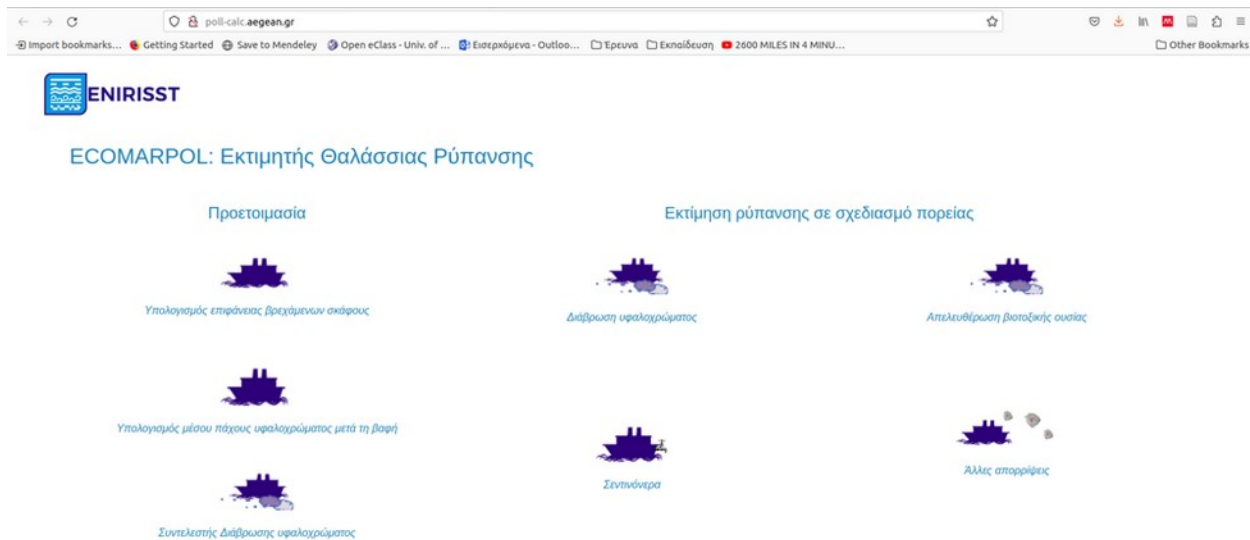 poll-calc.aegean.gr
Import bookmarks... Getting Started Save to Mendeley Open eClass - Univ. of ... Εισερχόμενα - Outloo... Έρευνα Εκπαίδευση 2600 MILES IN 4 MINU... Other Bookmarks
ENIRISST
ECOMARPOL: Εκτιμητής Θαλάσσιας Ρύπανσης
Προετοιμασία
Εκτίμηση ρύπανσης σε σχεδιασμό πορείας
Υπολογισμός επιφάνειας βρεχάμενων σκάφους
Διάβρωση υφαλοχρώματος
Απελευθέρωση βιοτοξικής ουσίας
Υπολογισμός μέσου πάχους υφαλοχρώματος μετά τη βαφή
Σεντινόνερα
Άλλες απορρίψεις
Συντελεστής Διάβρωσης υφαλοχρώματος